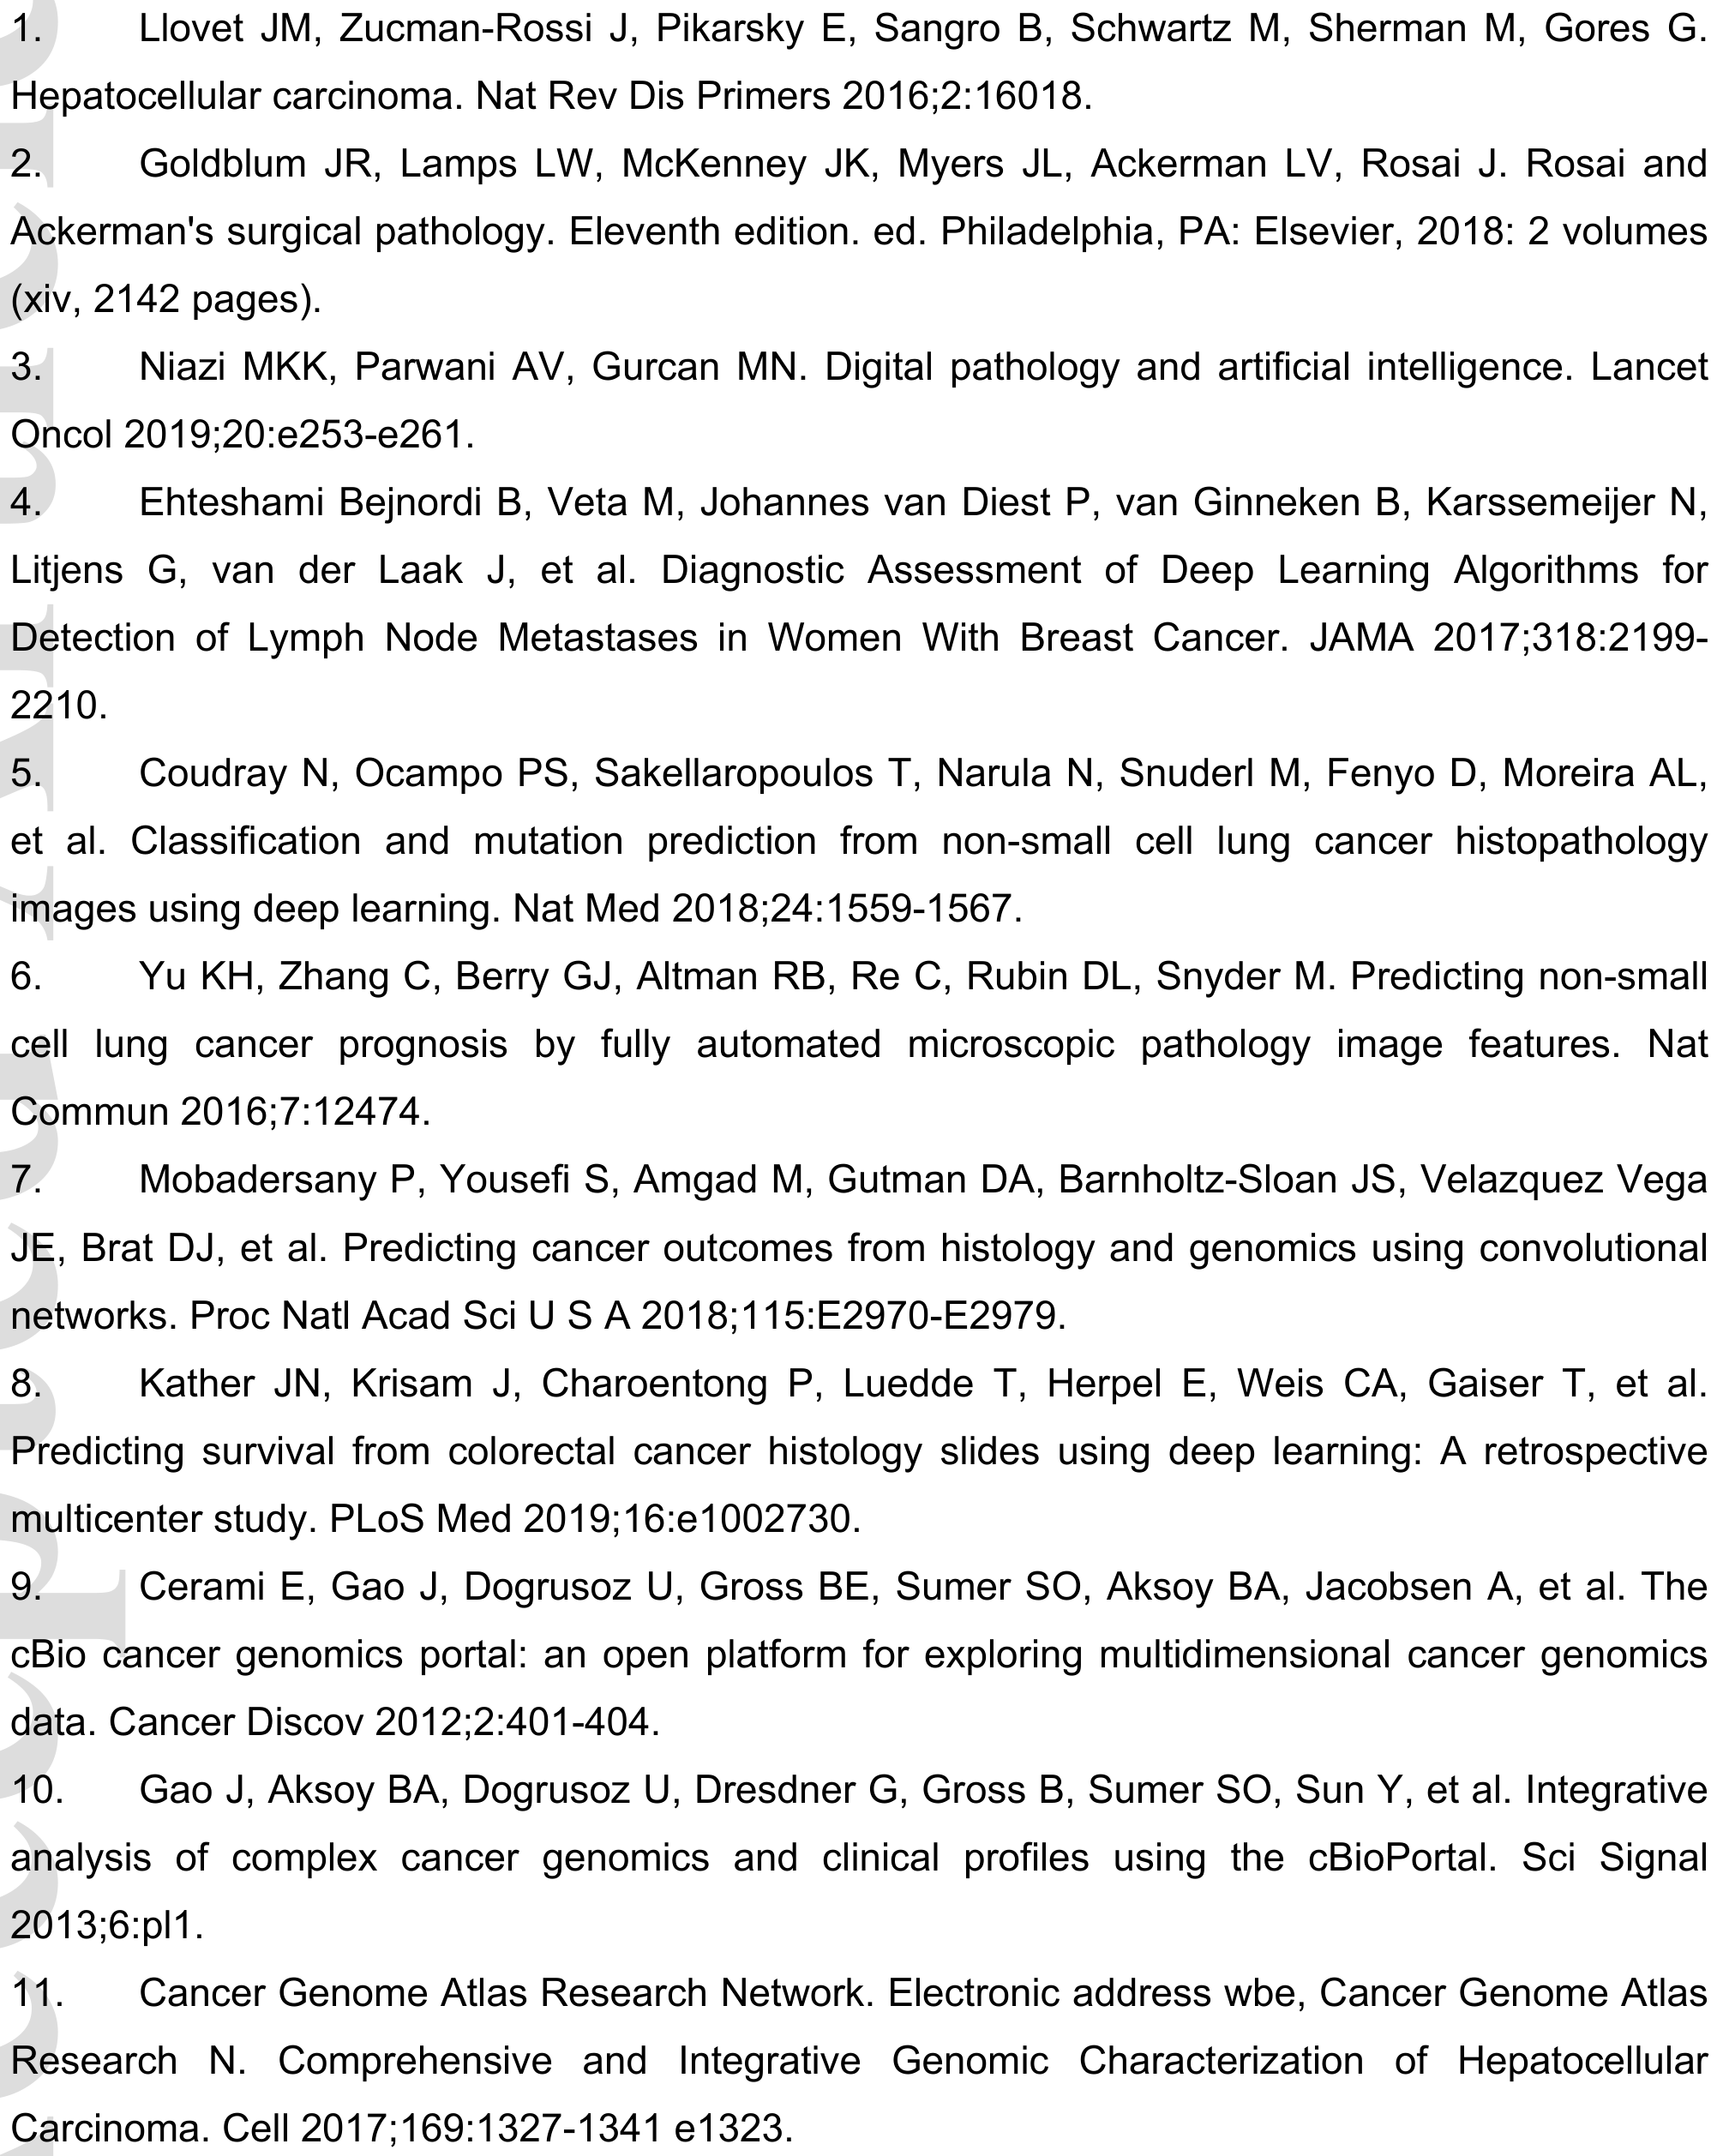 1. Llovet JM, Zucman-Rossi J, Pikarsky E, Sangro B, Schwartz M, Sherman M, Gores G.
Hepatocellular carcinoma. Nat Rev Dis Primers 2016;2:16018.
2. Goldblum JR, Lamps LW, McKenney JK, Myers JL, Ackerman LV, Rosai J. Rosai and
Ackerman's surgical pathology. Eleventh edition. ed. Philadelphia, PA: Elsevier, 2018: 2 volumes
(xiv, 2142 pages).
3. Niazi MKK, Parwani AV, Gurcan MN. Digital pathology and artificial intelligence. Lancet
Oncol 2019;20:e253-e261.
4. Ehteshami Bejnordi B, Veta M, Johannes van Diest P, van Ginneken B, Karssemeijer N,
Litjens G, van der Laak J, et al. Diagnostic Assessment of Deep Learning Algorithms for
Detection of Lymph Node Metastases in Women With Breast Cancer. JAMA 2017;318:2199-
2210.
5. Coudray N, Ocampo PS, Sakellaropoulos T, Narula N, Snuderl M, Fenyo D, Moreira AL,
et al. Classification and mutation prediction from non-small cell lung cancer histopathology
images using deep learning. Nat Med 2018;24:1559-1567.
6. Yu KH, Zhang C, Berry GJ, Altman RB, Re C, Rubin DL, Snyder M. Predicting non-small
cell lung cancer prognosis by fully automated microscopic pathology image features. Nat
Commun 2016;7:12474.
7. Mobadersany P, Yousefi S, Amgad M, Gutman DA, Barnholtz-Sloan JS, Velazquez Vega
JE, Brat DJ, et al. Predicting cancer outcomes from histology and genomics using convolutional
networks. Proc Natl Acad Sci U S A 2018;115:E2970-E2979.
8. Kather JN, Krisam J, Charoentong P, Luedde T, Herpel E, Weis CA, Gaiser T, et al.
Predicting survival from colorectal cancer histology slides using deep learning: A retrospective
multicenter study. PLoS Med 2019;16:e1002730.
9. Cerami E, Gao J, Dogrusoz U, Gross BE, Sumer SO, Aksoy BA, Jacobsen A, et al. The
cBio cancer genomics portal: an open platform for exploring multidimensional cancer genomics
data. Cancer Discov 2012;2:401-404.
10. Gao J, Aksoy BA, Dogrusoz U, Dresdner G, Gross B, Sumer SO, Sun Y, et al. Integrative
analysis of complex cancer genomics and clinical profiles using the cBioPortal. Sci Signal
2013;6:pl1.
11. Cancer Genome Atlas Research Network. Electronic address wbe, Cancer Genome Atlas
Research N. Comprehensive and Integrative Genomic Characterization of Hepatocellular
Carcinoma. Cell 2017;169:1327-1341 e1323.